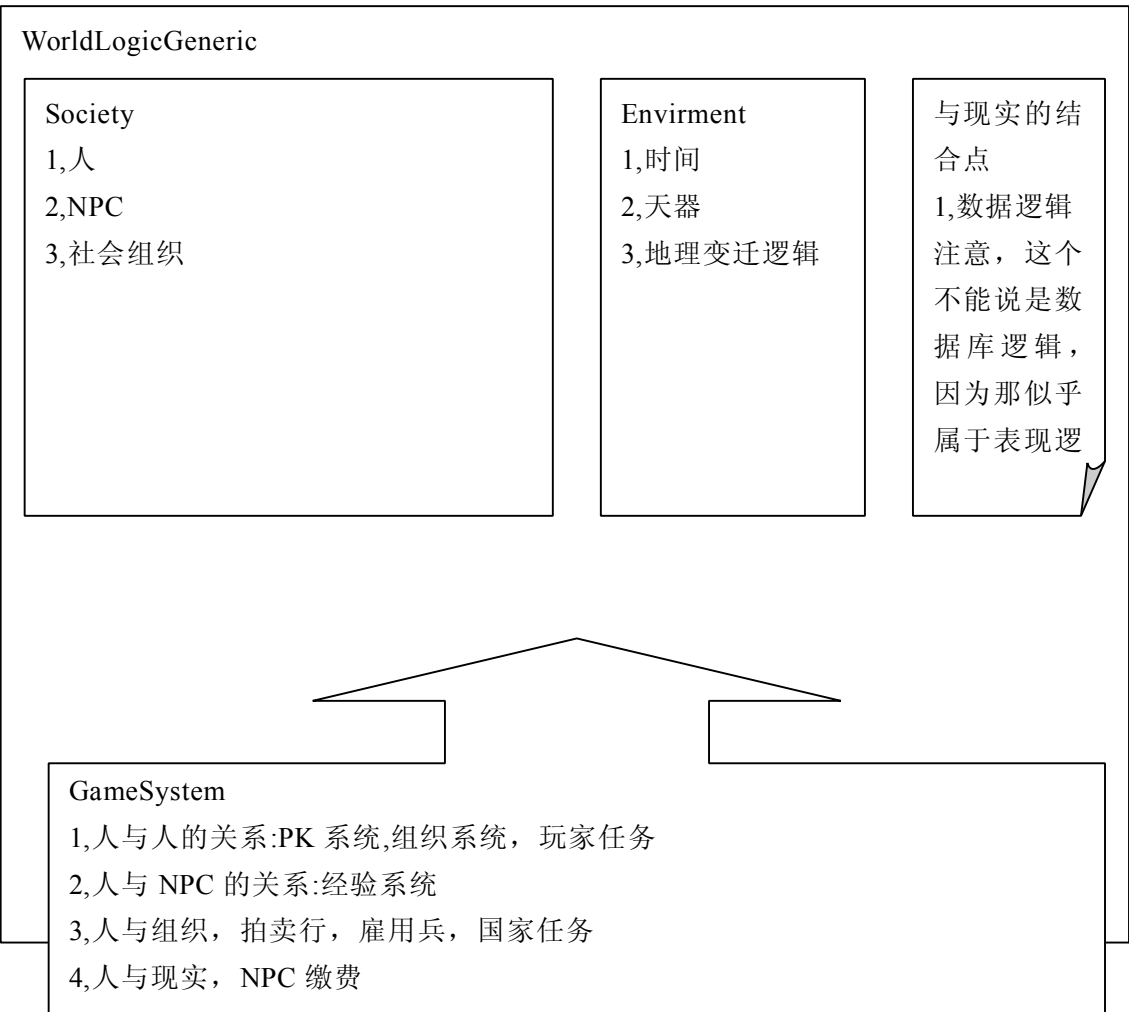 WorldLogicGeneric
Society
1,人
2,NPC
3,社会组织
Envirment
1,时间
2,天器
3,地理变迁逻辑
与现实的结
合点
1,数据逻辑
注意，这个
不能说是数
据库逻辑，
因为那似乎
属于表现逻
GameSystem
1,人与人的关系:PK 系统,组织系统，玩家任务
2,人与 NPC 的关系:经验系统
3,人与组织，拍卖行，雇用兵，国家任务
4,人与现实，NPC 缴费